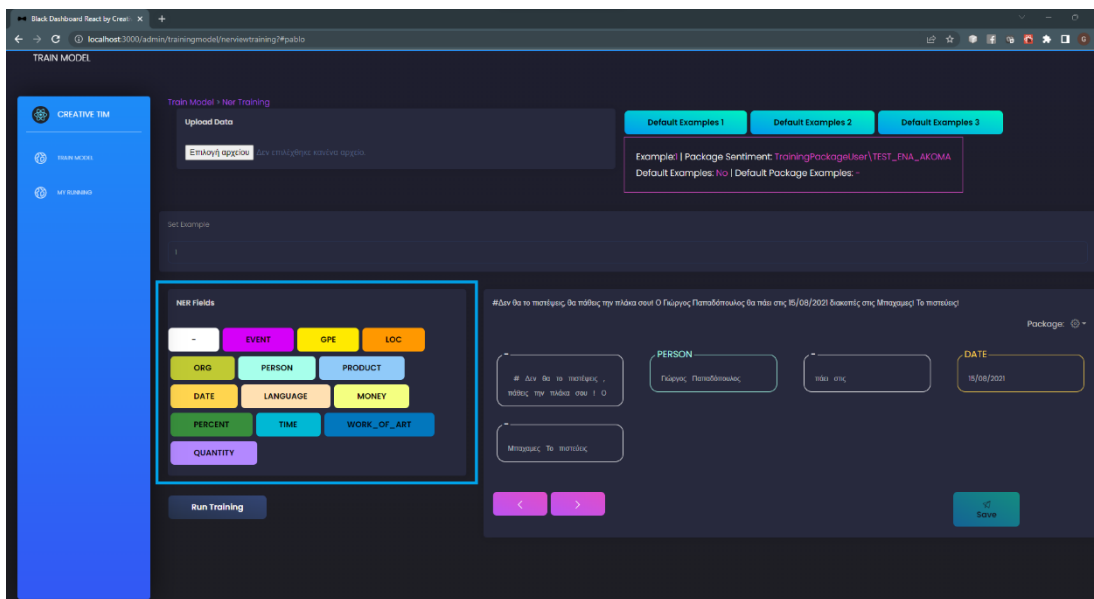 Black Dashboard React by Creati
localhost:3000/admin/trainingmodel/nerviewtraining?#pablo
TRAIN MODEL
CREATIVE TIM
TRAIN MODEL
MY RUNNING
Train Model > Ner Training
Upload Data
Επιλογή αρχείου Δεν επιλέχθηκε κανένα αρχείο
Default Examples 1 Default Examples 2 Default Examples 3
Example:1 | Package Sentiment: TrainingPackageUser\TEST_ENA_AKOMA
Default Examples: No | Default Package Examples: -
Set Example
1
NER Fields
- EVENT GPE LOC
ORG PERSON PRODUCT
DATE LANGUAGE MONEY
PERCENT TIME WORK_OF_ART
QUANTITY
Run Training
#Δεν θα το πιστέψεις, θα πάθεις την πλάκα σου! Ο Γιώργος Παπαδόπουλος θα πάει στις 15/08/2021 διακοπές στις Μπαχαμες! Το πιστεύεις!
Package:
-
# Δεν θα το πιστέψεις ,
πάθεις την πλάκα σου ! Ο
PERSON
Γιώργος Παπαδόπουλος
-
πάει στις
DATE
15/08/2021
-
Μπαχαμες Το πιστεύεις
< >
Save